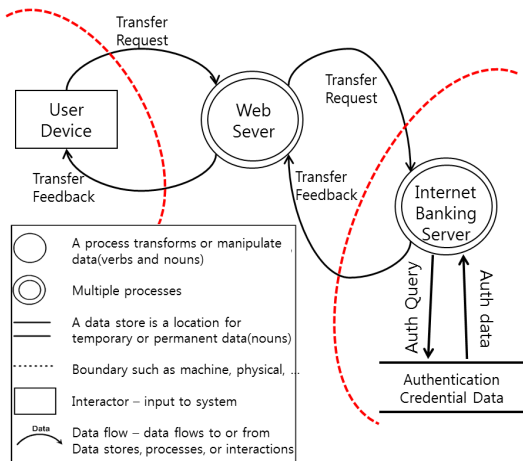 Transfer
Request
User
Device
Web
Sever
Transfer
Feedback
Transfer
Request
Transfer
Feedback
Internet
Banking
Server
Auth Query
Auth data
Authentication
Credential Data
A process transforms or manipulate
data(verbs and nouns)
Multiple processes
A data store is a location for
temporary or permanent data(nouns)
Boundary such as machine, physical, ...
Interactor – input to system
Data
Data flow – data flows to or from
Data stores, processes, or interactions